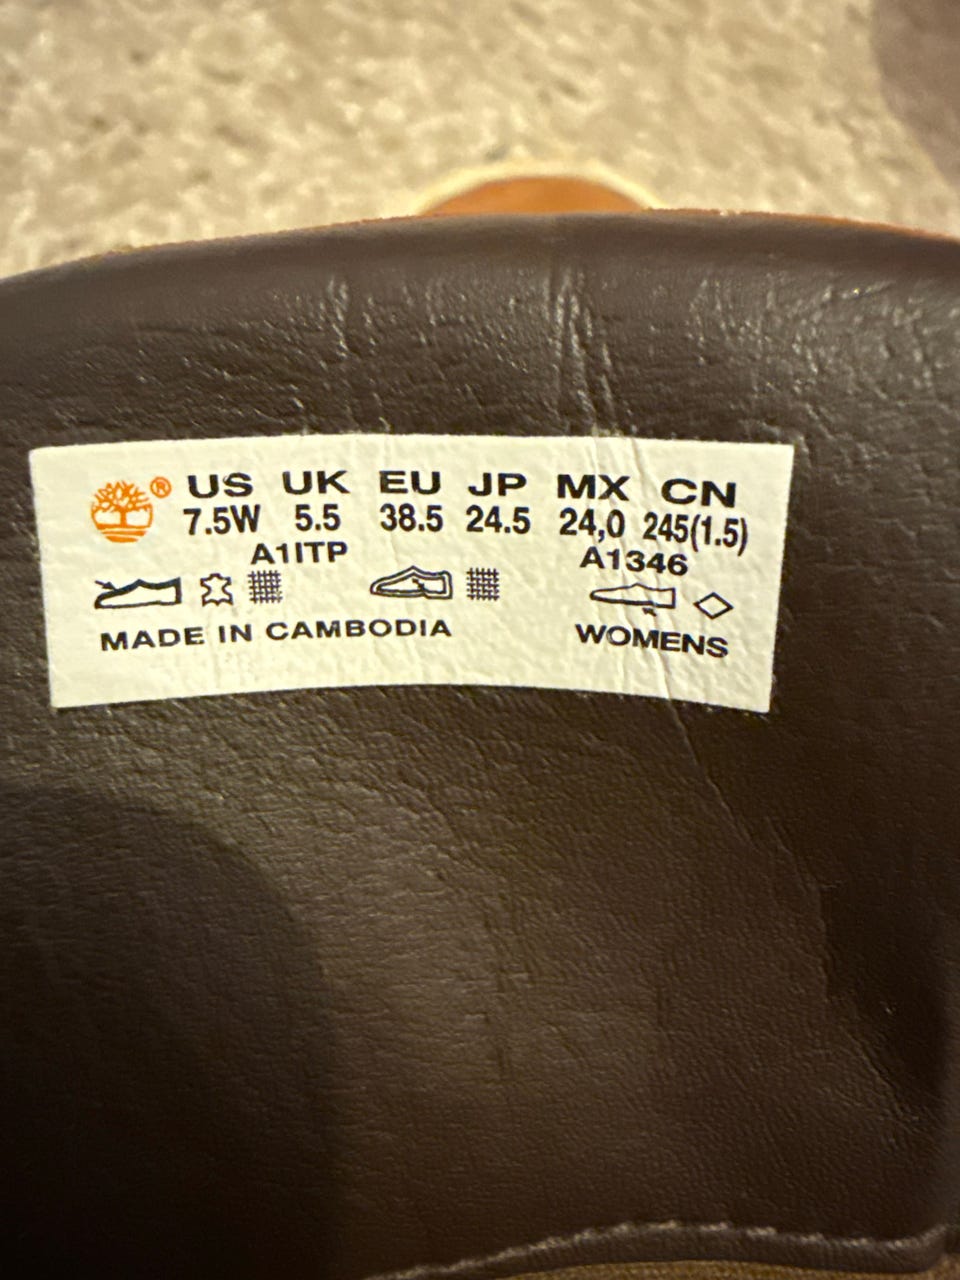 ® US UK EU JP MX CN
7.5W 5.5 38.5 24.5 24,0 245(1.5)
A1ITP A1346
MADE IN CAMBODIA WOMENS